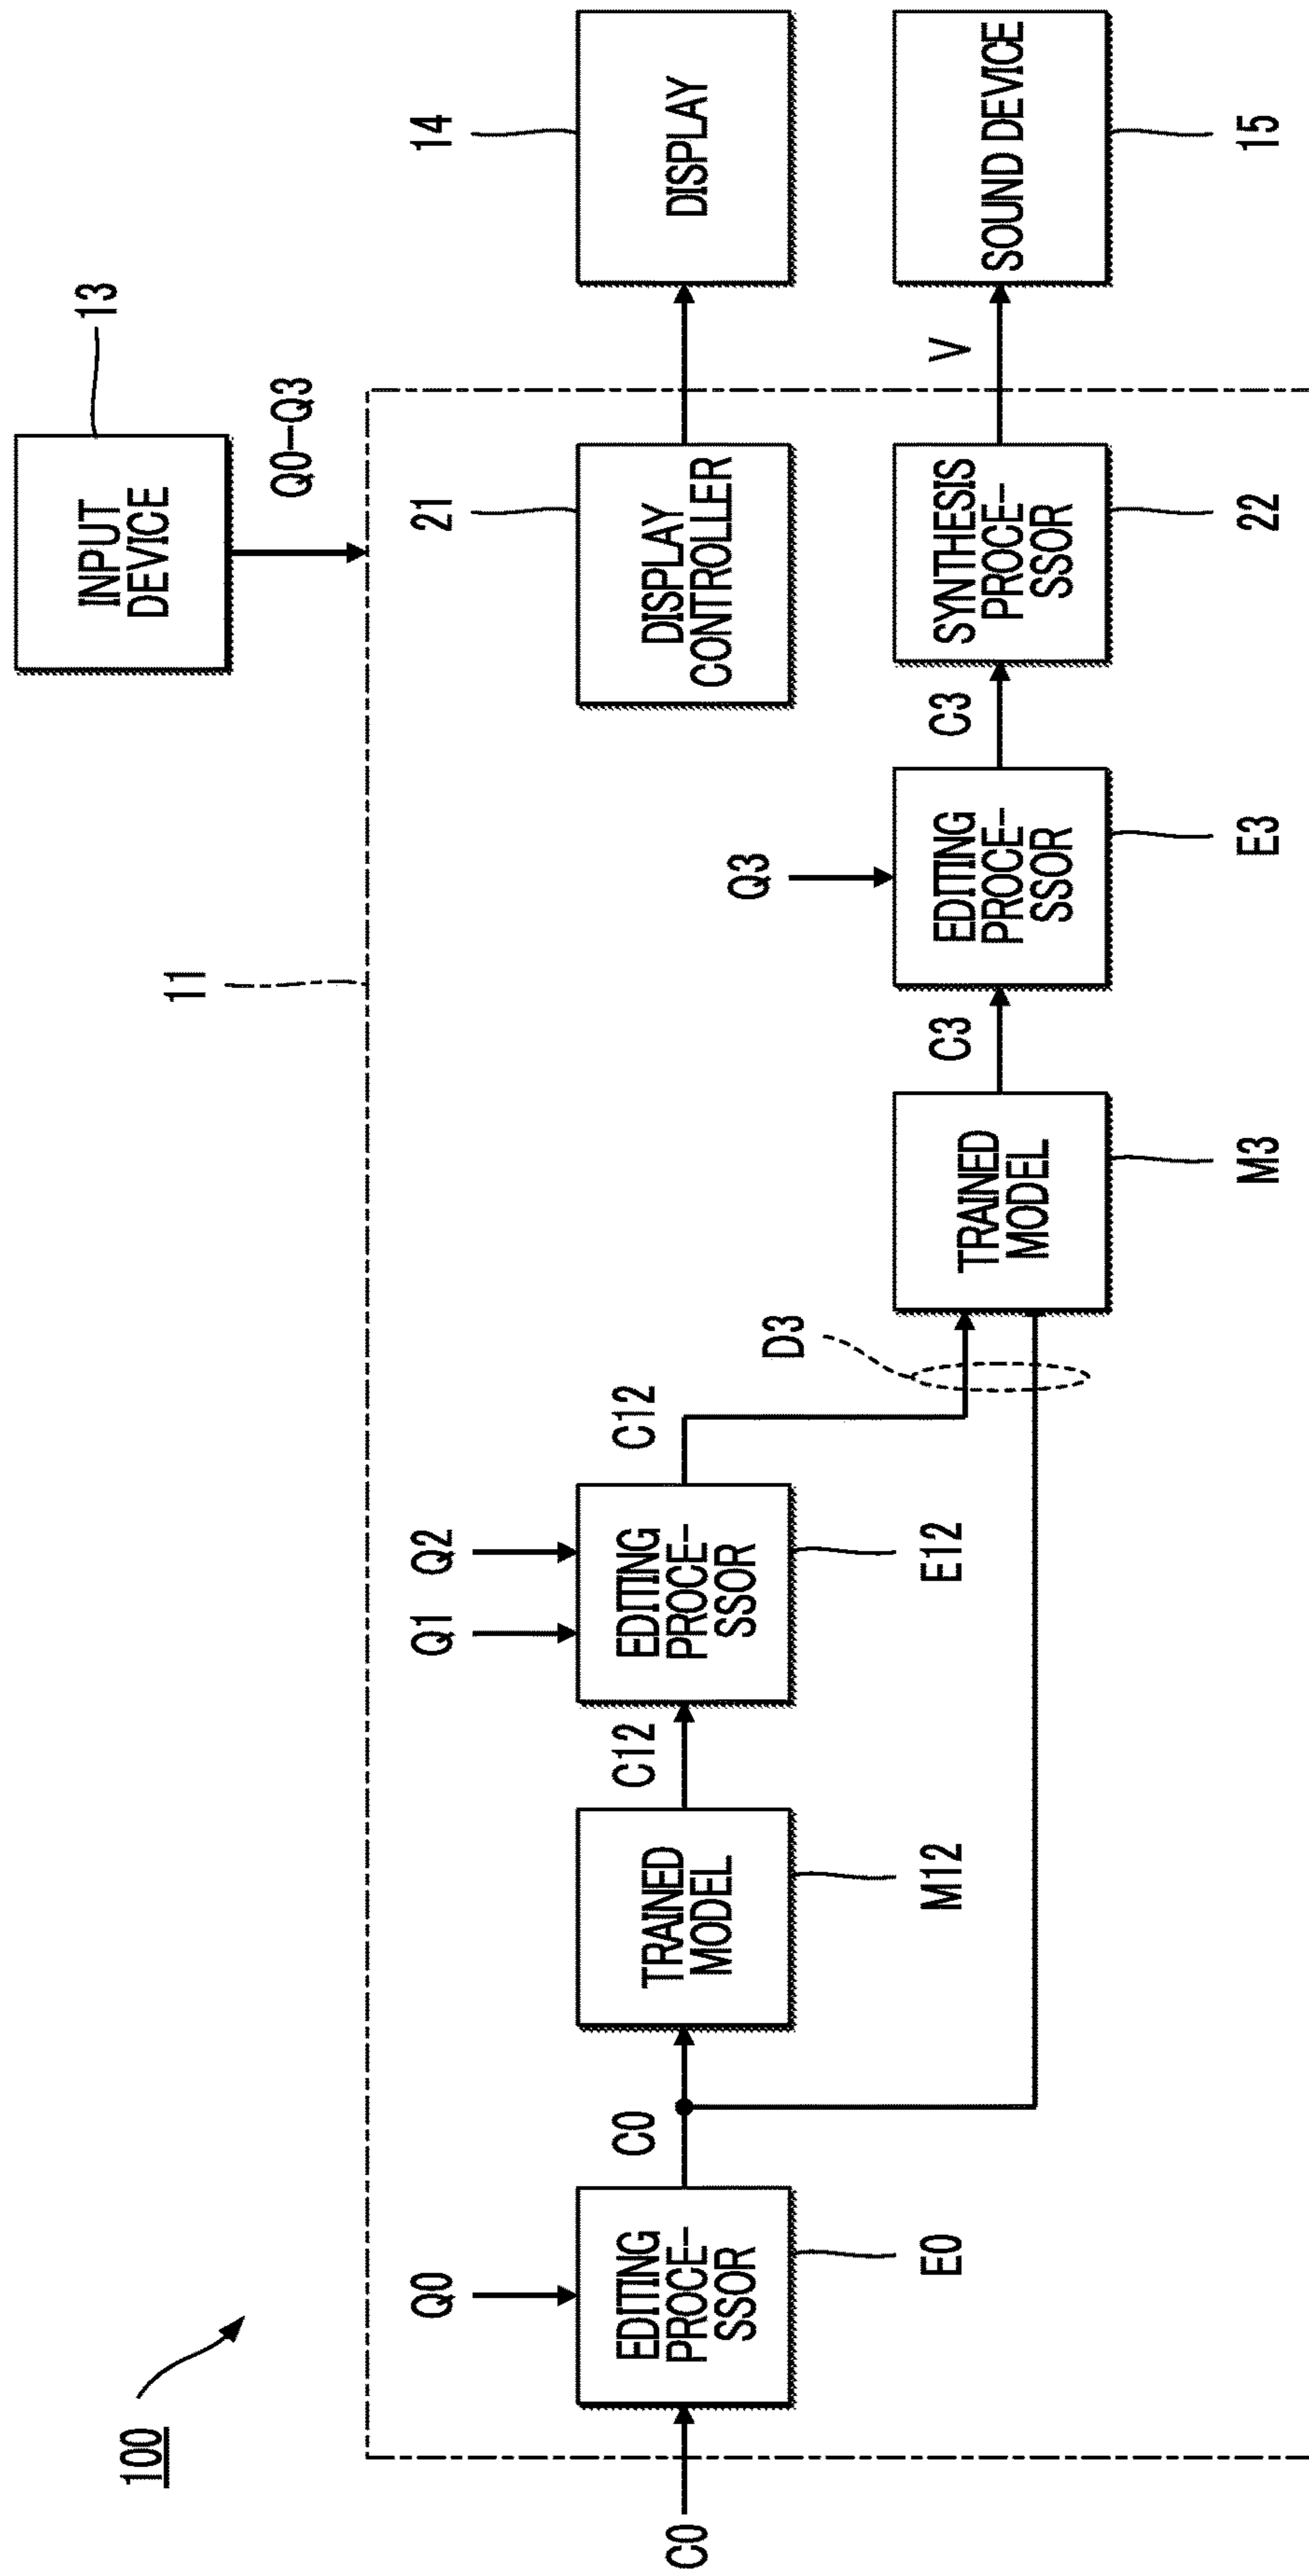 100
11
INPUT
DEVICE
13
Q0-Q3
C0
Q0
EDITING
PROCE-
SSOR
E0
C0
TRAINED
MODEL
M12
C12
Q1
Q2
EDITING
PROCE-
SSOR
E12
C12
D3
TRAINED
MODEL
M3
C3
Q3
EDITING
PROCE-
SSOR
E3
C3
21
DISPLAY
CONTROLLER
SYNTHESIS
PROCE-
SSOR
22
V
14
DISPLAY
SOUND DEVICE
15